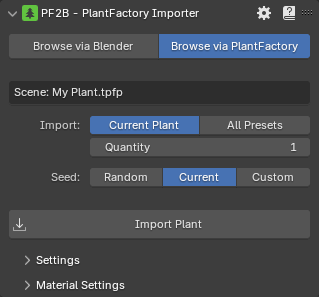 PF2B - PlantFactory Importer
Browse via Blender Browse via PlantFactory
Scene: My Plant.tpfp
Import: Current Plant All Presets
Quantity 1
Seed: Random Current Custom
Import Plant
Settings
Material Settings